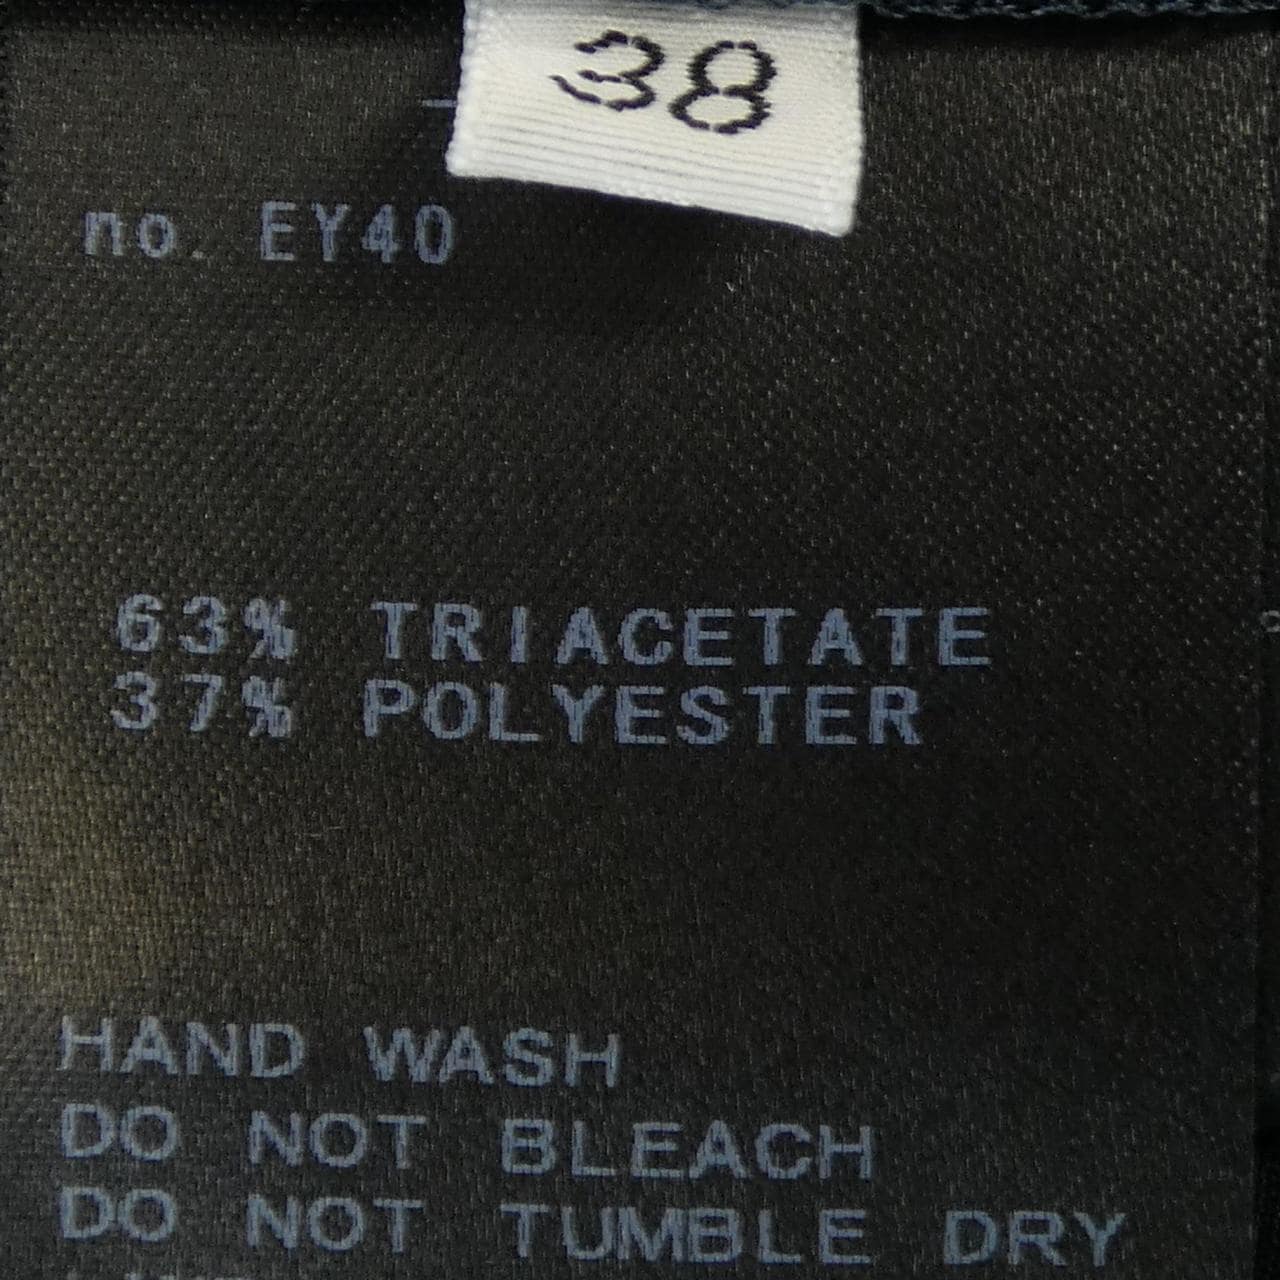 38
no. EY40
63% TRIACETATE
37% POLYESTER
HAND WASH
DO NOT BLEACH
DO NOT TUMBLE DRY